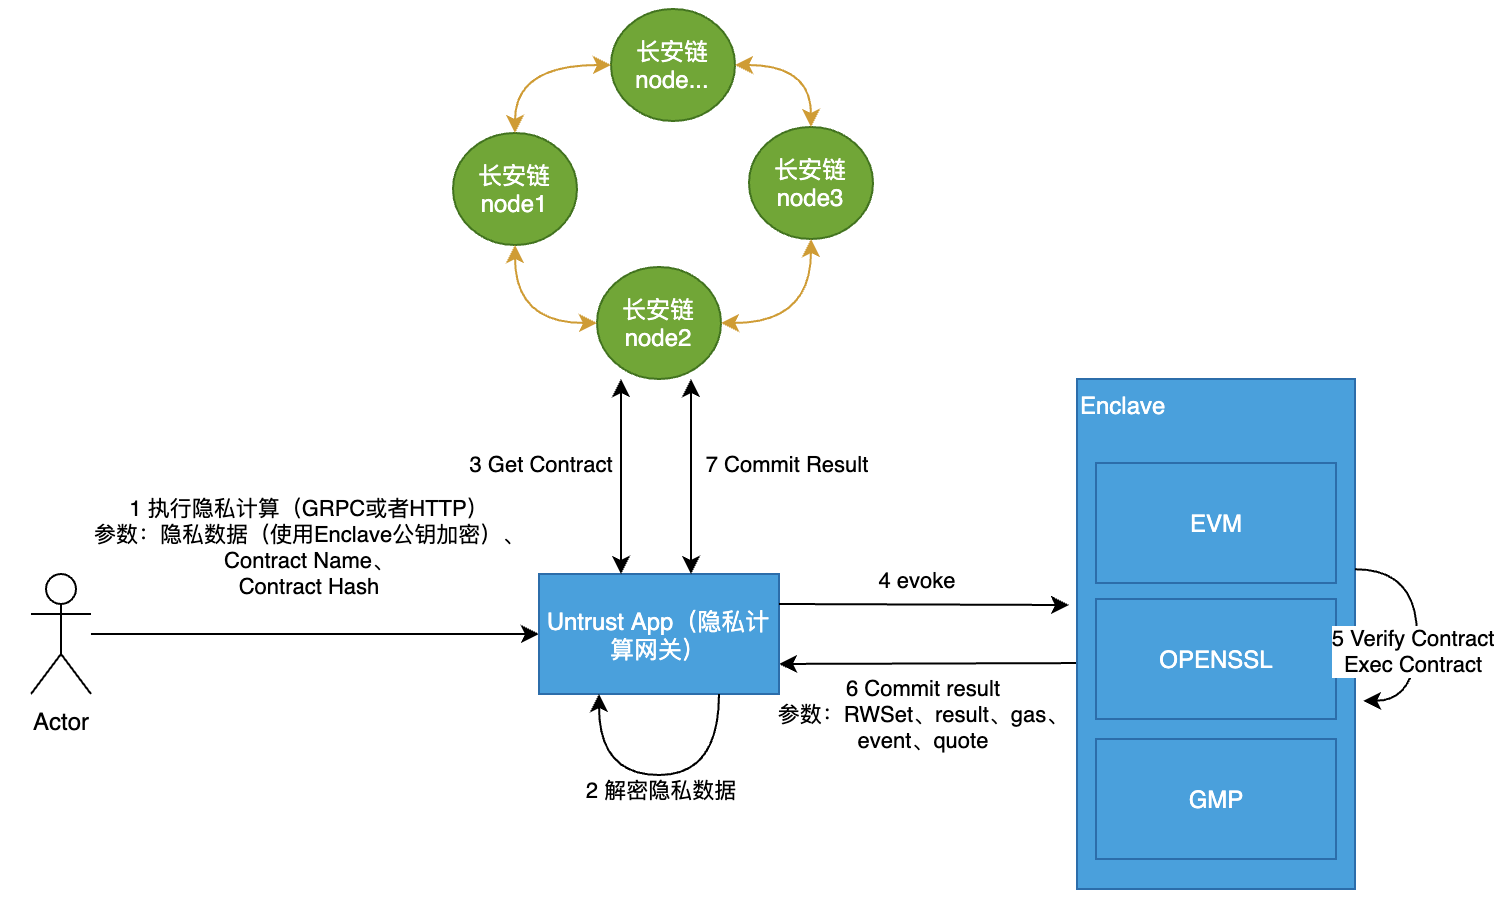 长安链
node...
长安链
node1
长安链
node3
长安链
node2
Enclave
3 Get Contract
7 Commit Result
1 执行隐私计算（GRPC或者HTTP）
参数：隐私数据（使用Enclave公钥加密）、
Contract Name、
Contract Hash
EVM
4 evoke
Untrust App（隐私计
算网关）
5 Verify Contract
Exec Contract
OPENSSL
6 Commit result
参数：RWSet、result、gas、
event、quote
Actor
2 解密隐私数据
GMP